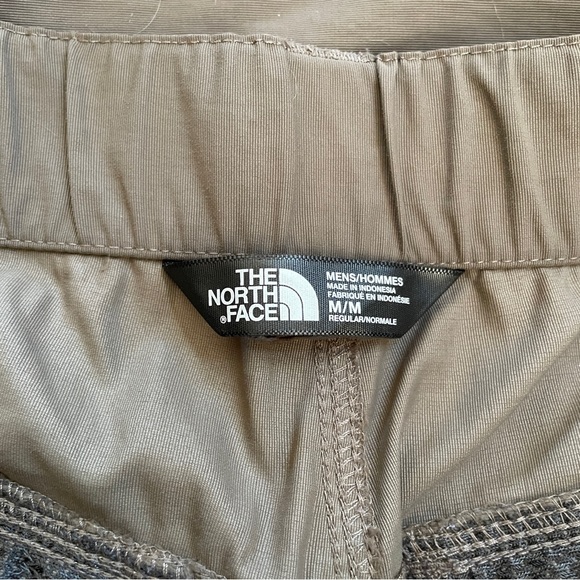 THE
NORTH
FACE®
MENS/HOMMES
MADE IN INDONESIA
FABRIQUÉ EN INDONÉSIE
M/M
REGULAR/NORMALE